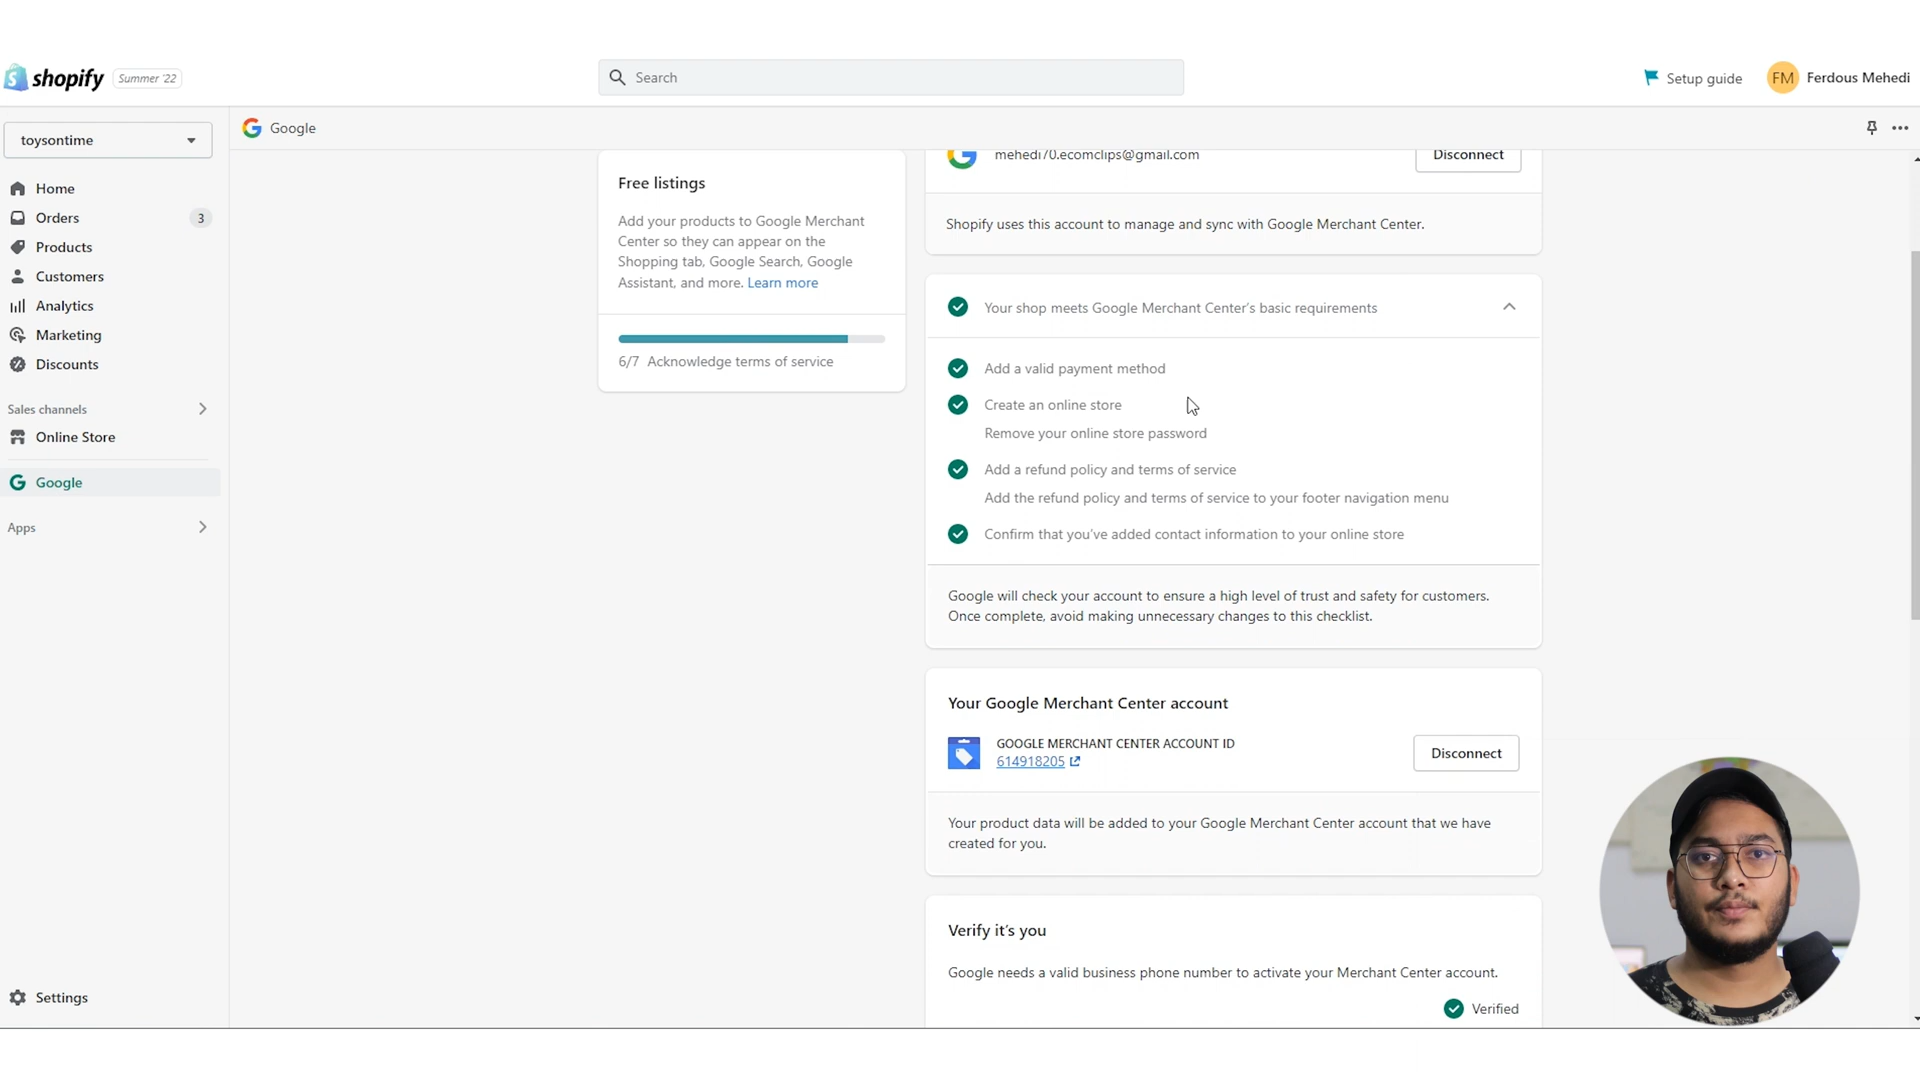 shopify
Summer '22
Search
Setup guide
FM
Ferdous Mehedi
toysontime
Google
Home
Orders
3
Products
Customers
Analytics
Marketing
Discounts
Sales channels
Online Store
Google
Apps
Settings
Free listings
Add your products to Google Merchant
Center so they can appear on the
Shopping tab, Google Search, Google
Assistant, and more. Learn more
6/7 Acknowledge terms of service
mehedi70.ecomclips@gmail.com
Disconnect
Shopify uses this account to manage and sync with Google Merchant Center.
Your shop meets Google Merchant Center's basic requirements
Add a valid payment method
Create an online store
Remove your online store password
Add a refund policy and terms of service
Add the refund policy and terms of service to your footer navigation menu
Confirm that you've added contact information to your online store
Google will check your account to ensure a high level of trust and safety for customers.
Once complete, avoid making unnecessary changes to this checklist.
Your Google Merchant Center account
GOOGLE MERCHANT CENTER ACCOUNT ID
614918205
Disconnect
Your product data will be added to your Google Merchant Center account that we have
created for you.
Verify it's you
Google needs a valid business phone number to activate your Merchant Center account.
Verified